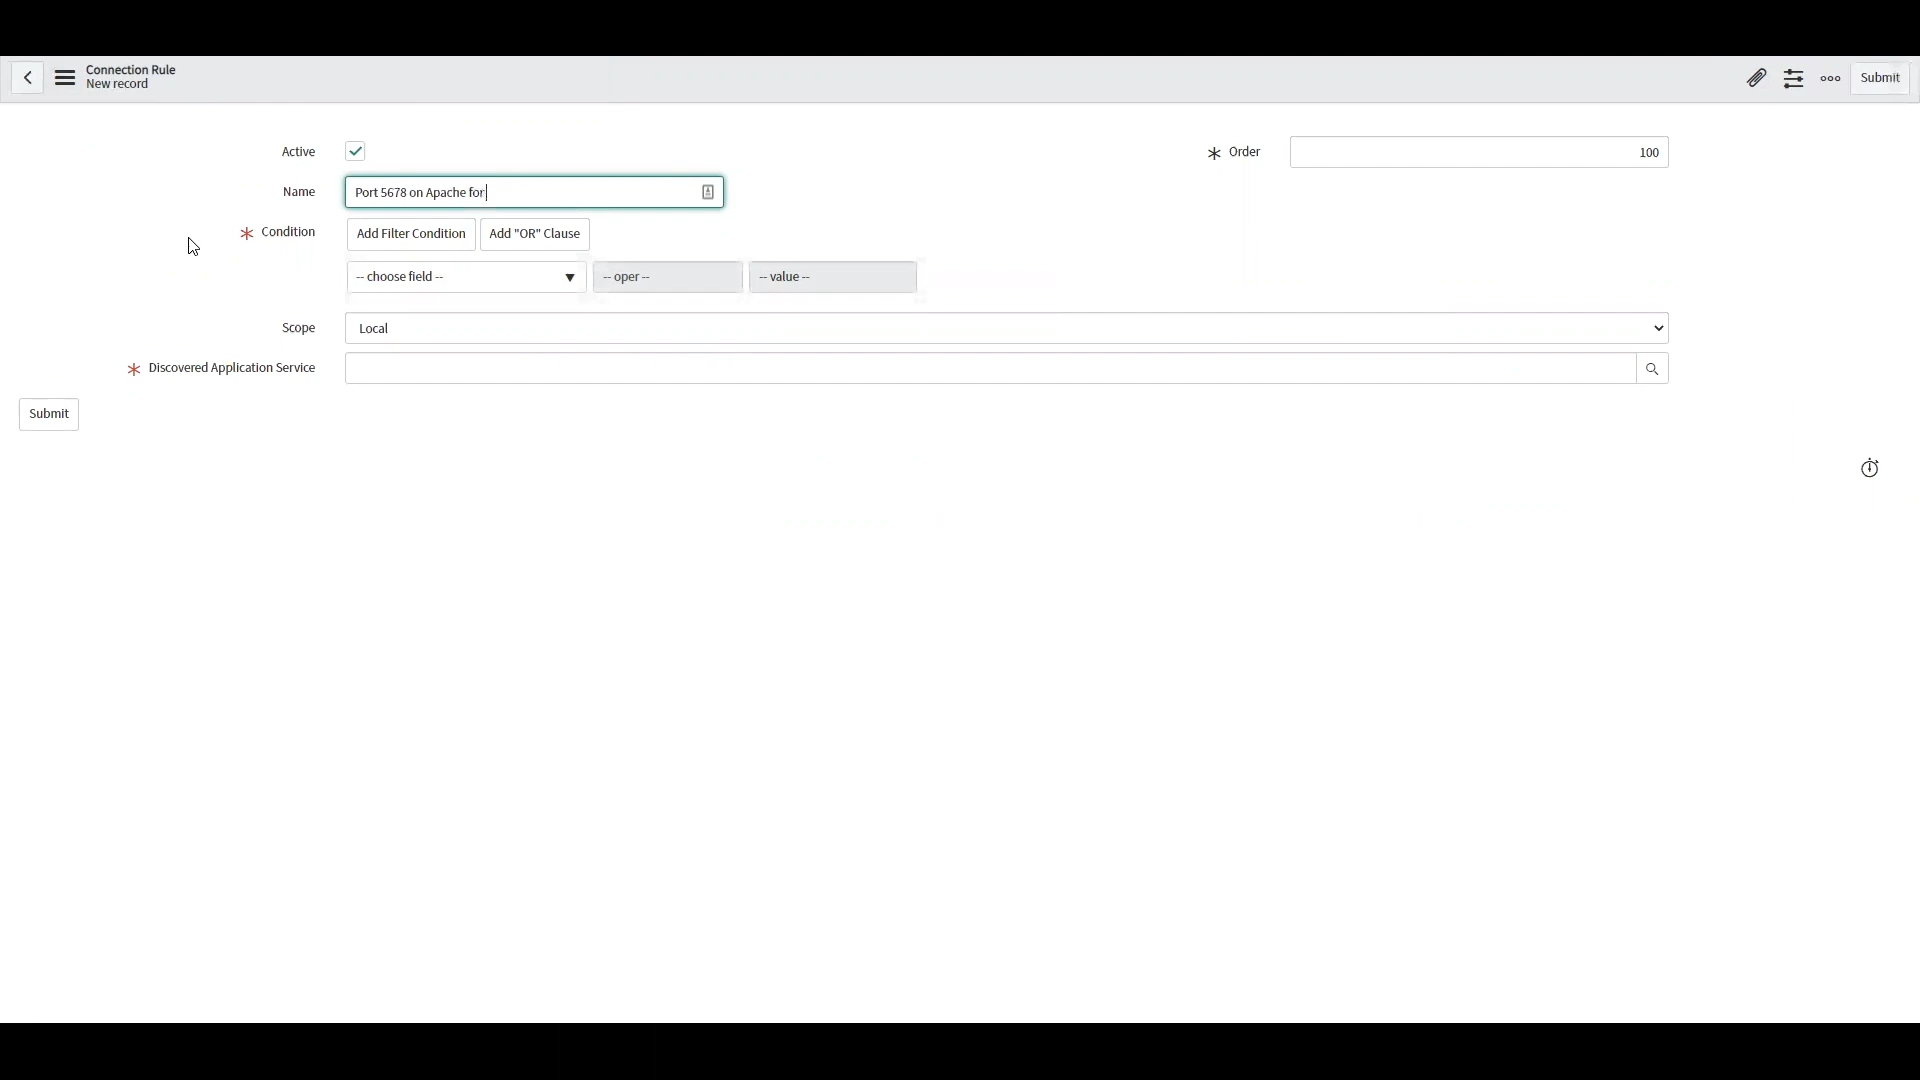 Connection Rule
New record
Submit
Active
Order
100
Name
Port 5678 on Apache for
Condition
Add Filter Condition
Add "OR" Clause
-- choose field --
-- oper --
-- value --
Scope
Local
Discovered Application Service
Submit